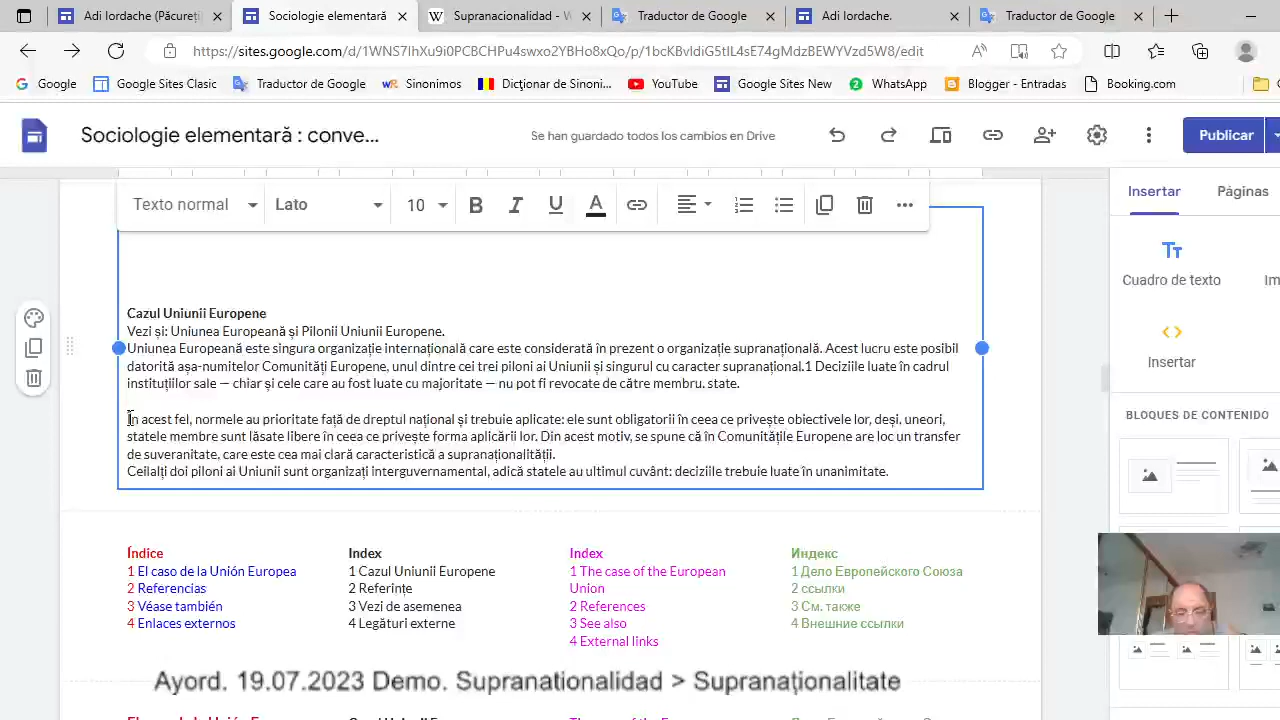 Adi Iordache (Păcureți
Sociologie elementară
Supranacionalidad - W
Traductor de Google
Adi Iordache.
Traductor de Google
https://sites.google.com/d/1WNS7lhXu9i0PCBCHPu4swxo2YBHo8xQo/p/1bcKBvldiG5tIL4sE74gMdzBEWYVzd5W8/edit
Google
Google Sites Clasic
Traductor de Google
Sinonimos
Dicționar de Sinonim...
YouTube
Google Sites New
WhatsApp
Blogger - Entradas
Booking.com
Sociologie elementară : conve...
Se han guardado todos los cambios en Drive
Publicar
Texto normal
Lato
10
Insertar
Páginas
Cuadro de texto
Insertar
BLOQUES DE CONTENIDO
Cazul Uniunii Europene
Vezi și: Uniunea Europeană și Pilonii Uniunii Europene.
Uniunea Europeană este singura organizație internațională care este considerată în prezent o organizație supranațională. Acest lucru este posibil
datorită așa-numitelor Comunități Europene, unul dintre cei trei piloni ai Uniunii și singurul cu caracter supranațional.1 Deciziile luate în cadrul
instituțiilor sale — chiar și cele care au fost luate cu majoritate — nu pot fi revocate de către membru. state.
În acest fel, normele au prioritate față de dreptul național și trebuie aplicate: ele sunt obligatorii în ceea ce privește obiectivele lor, deși, uneori,
statele membre sunt lăsate libere în ceea ce privește forma aplicării lor. Din acest motiv, se spune că în Comunitățile Europene are loc un transfer
de suveranitate, care este cea mai clară caracteristică a supranaționalității.
Ceilalți doi piloni ai Uniunii sunt organizați interguvernamental, adică statele au ultimul cuvânt: deciziile trebuie luate în unanimitate.
Índice
1 El caso de la Unión Europea
2 Referencias
3 Véase también
4 Enlaces externos
Index
1 Cazul Uniunii Europene
2 Referințe
3 Vezi de asemenea
4 Legături externe
Index
1 The case of the European
Union
2 References
3 See also
4 External links
Индекс
1 Дело Европейского Союза
2 ссылки
3 См. также
4 Внешние ссылки
Ayord. 19.07.2023 Demo. Supranationalidad > Supranaționalitate